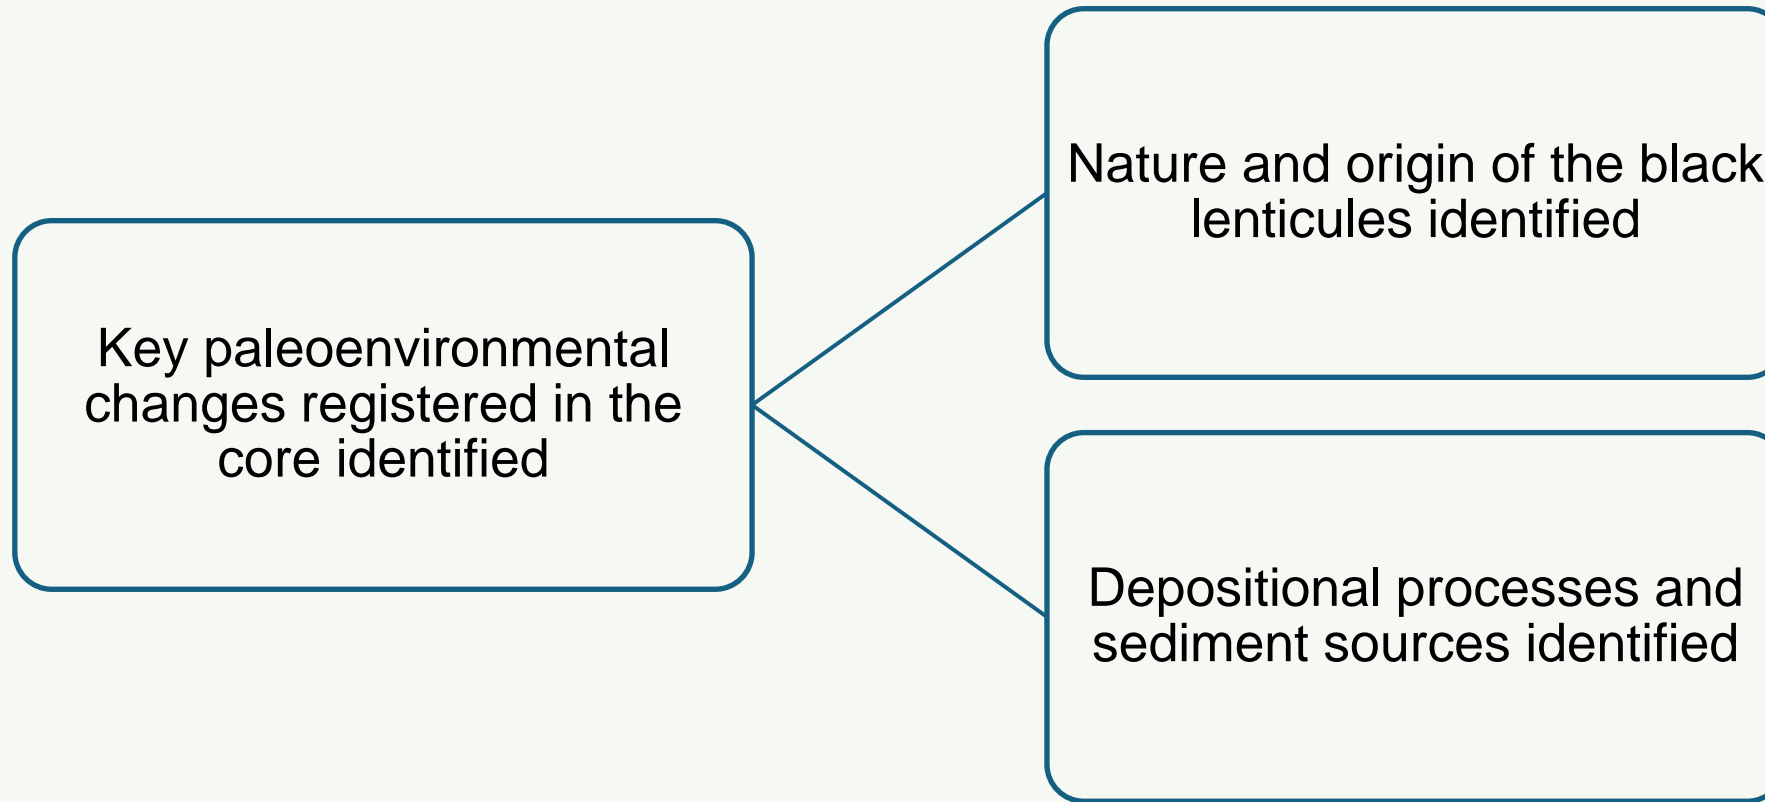 Key paleoenvironmental
changes registered in the
core identified
Nature and origin of the black
lenticules identified
Depositional processes and
sediment sources identified